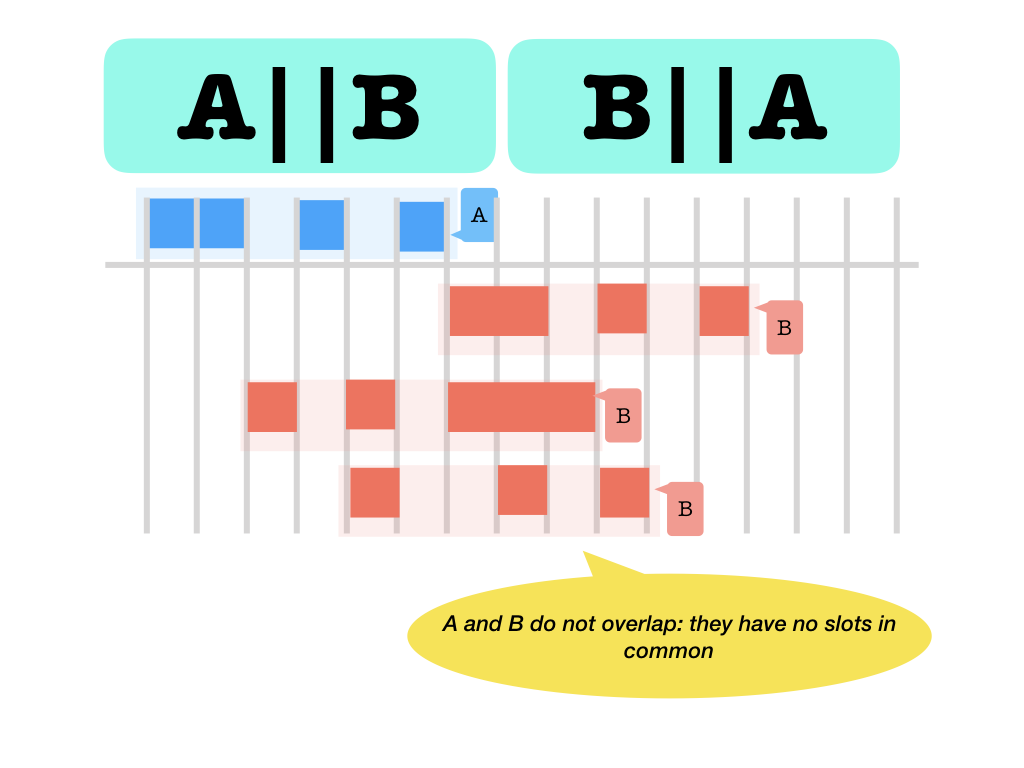 A||B
B||A
A
B
B
B
A and B do not overlap: they have no slots in
common